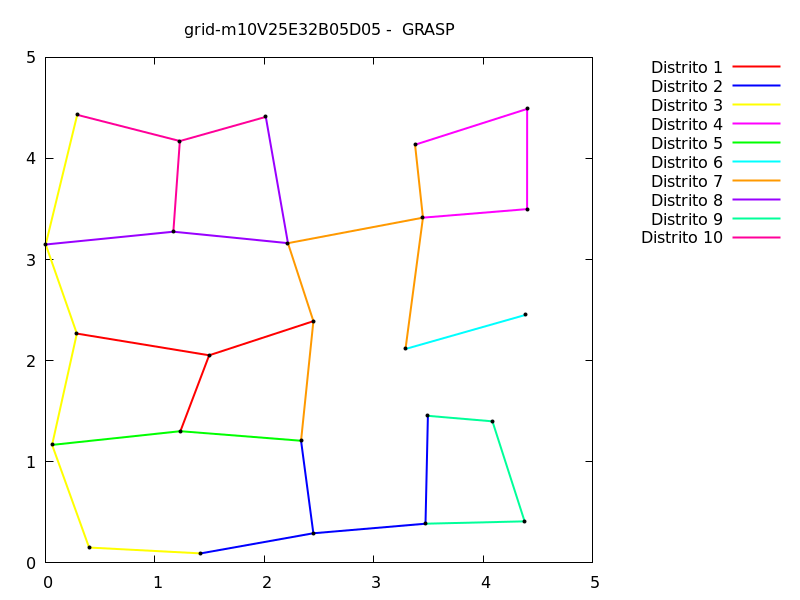 grid-m10V25E32B05D05 - GRASP
Distrito 1
Distrito 2
Distrito 3
Distrito 4
Distrito 5
Distrito 6
Distrito 7
Distrito 8
Distrito 9
Distrito 10
5
4
3
2
1
0
0 1 2 3 4 5